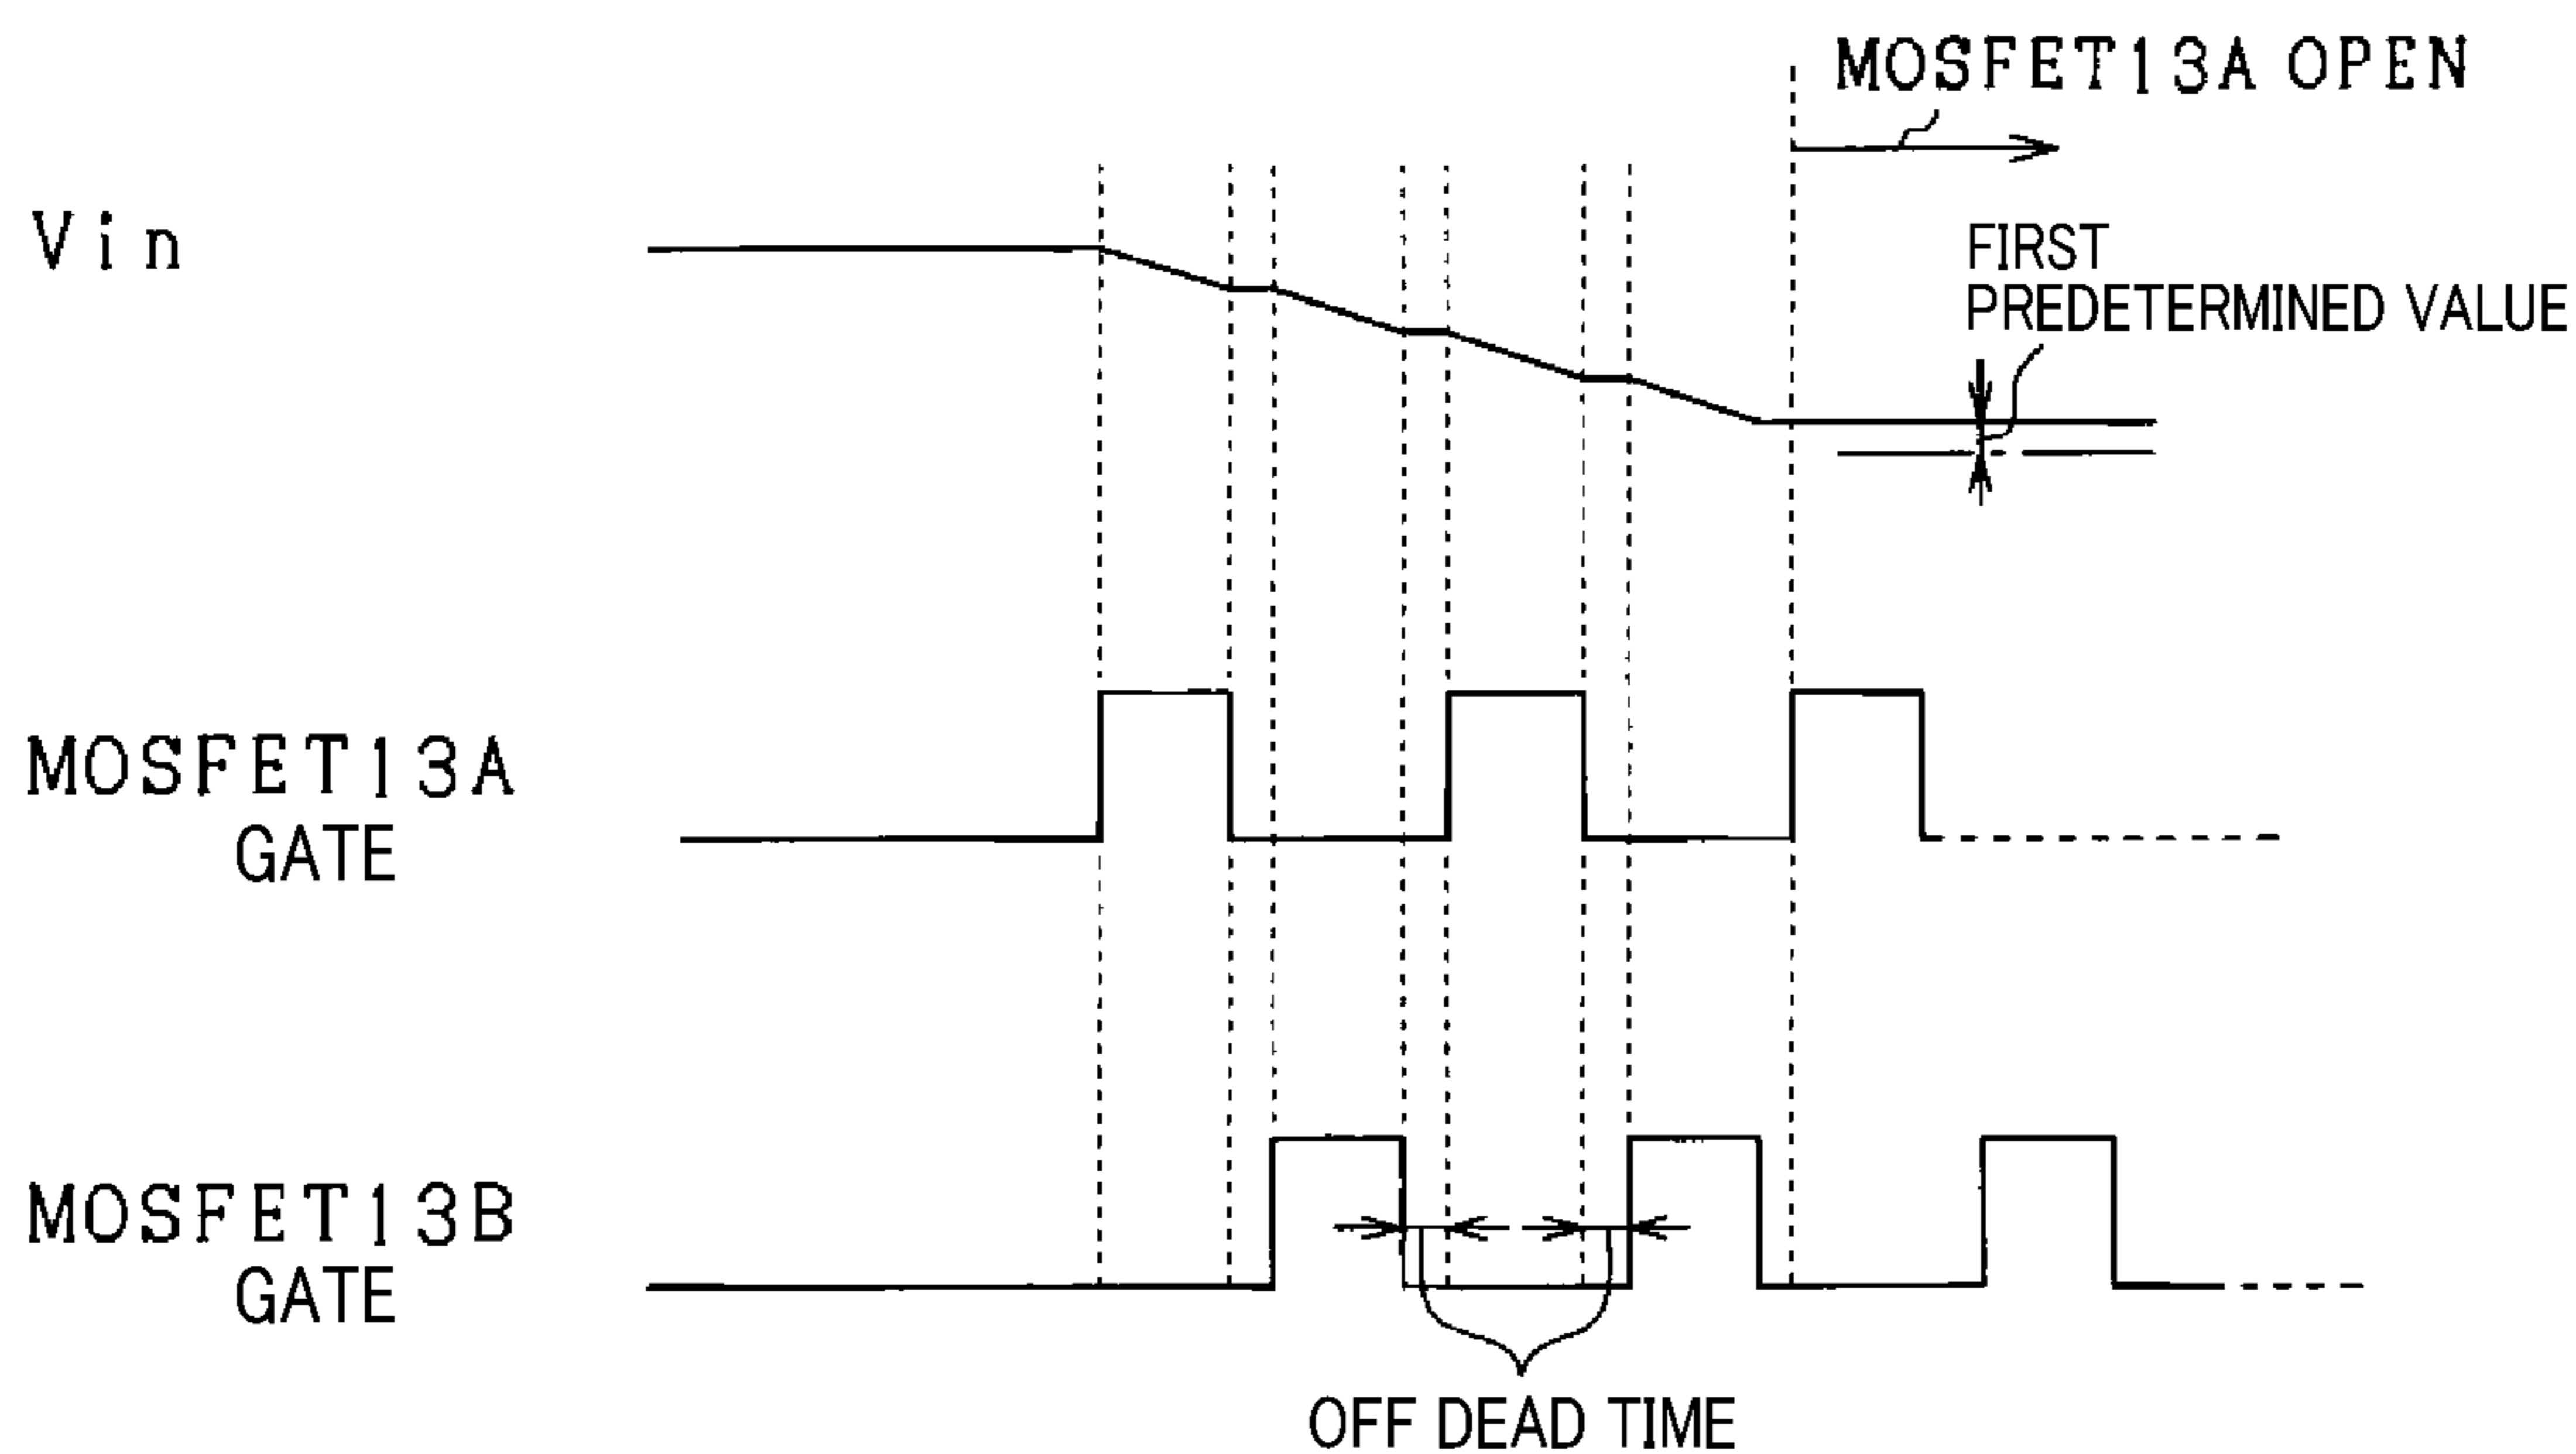 MOSFET13A OPEN
Vin
FIRST
PREDETERMINED VALUE
MOSFET13A
GATE
MOSFET13B
GATE
OFF DEAD TIME